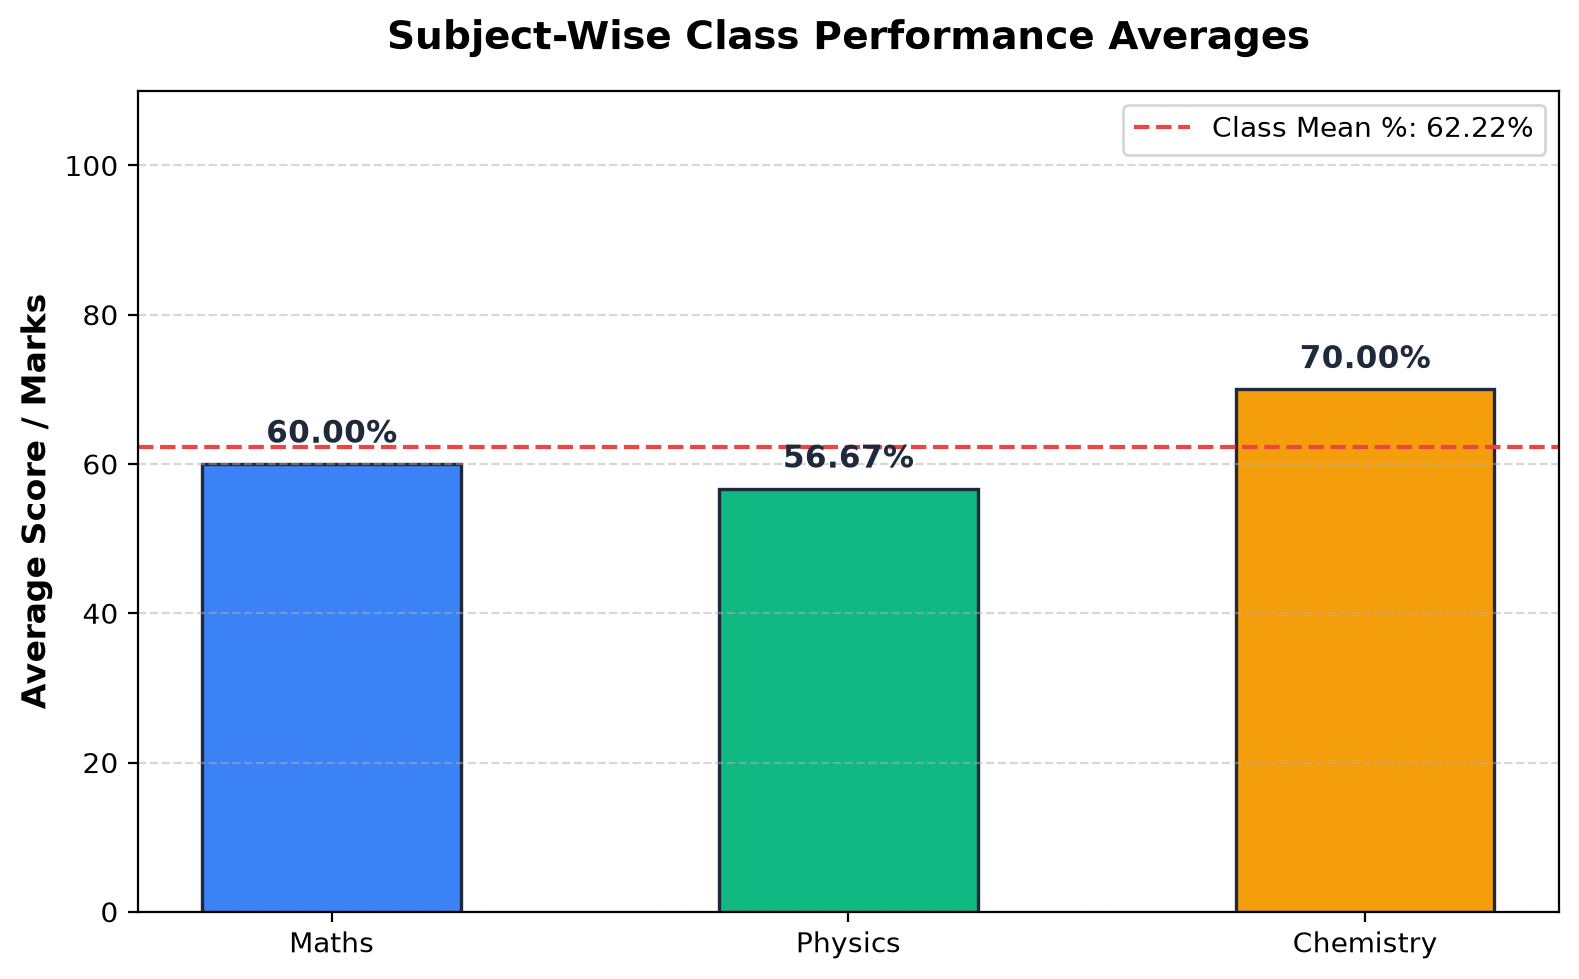 Subject-Wise Class Performance Averages
Class Mean %: 62.22%
Average Score / Marks
100
80
60
40
20
0
60.00%
56.67%
70.00%
Maths
Physics
Chemistry